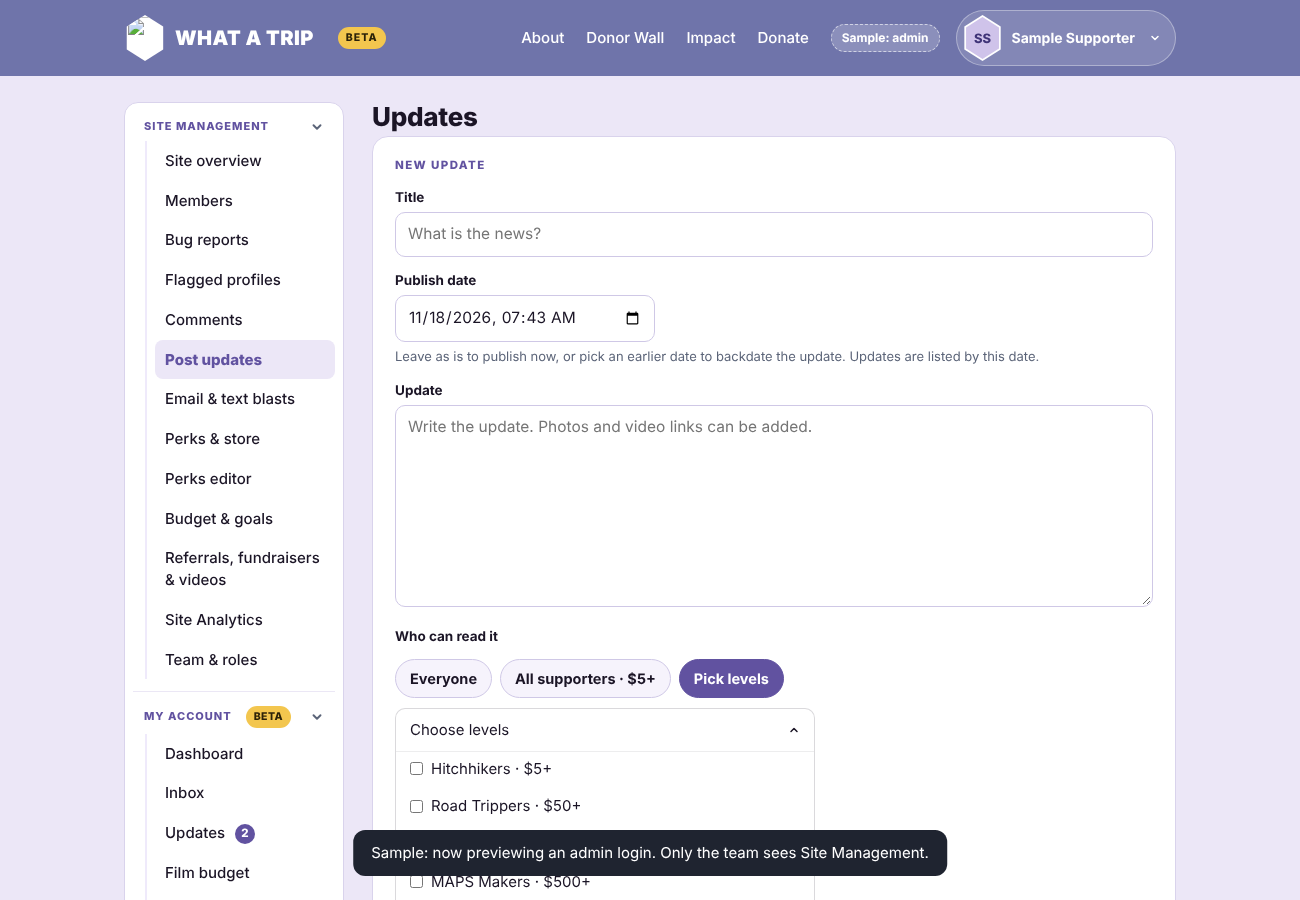 WHAT A TRIP
BETA
About
Donor Wall
Impact
Donate
Sample: admin
SS
Sample Supporter
SITE MANAGEMENT
Site overview
Members
Bug reports
Flagged profiles
Comments
Post updates
Email & text blasts
Perks & store
Perks editor
Budget & goals
Referrals, fundraisers
& videos
Site Analytics
Team & roles
MY ACCOUNT
BETA
Dashboard
Inbox
Updates
2
Film budget
Updates
NEW UPDATE
Title
What is the news?
Publish date
11/18/2026, 07:43 AM
Leave as is to publish now, or pick an earlier date to backdate the update. Updates are listed by this date.
Update
Write the update. Photos and video links can be added.
Who can read it
Everyone
All supporters · $5+
Pick levels
Choose levels
Hitchhikers · $5+
Road Trippers · $50+
Sample: now previewing an admin login. Only the team sees Site Management.
MAPS Makers · $500+